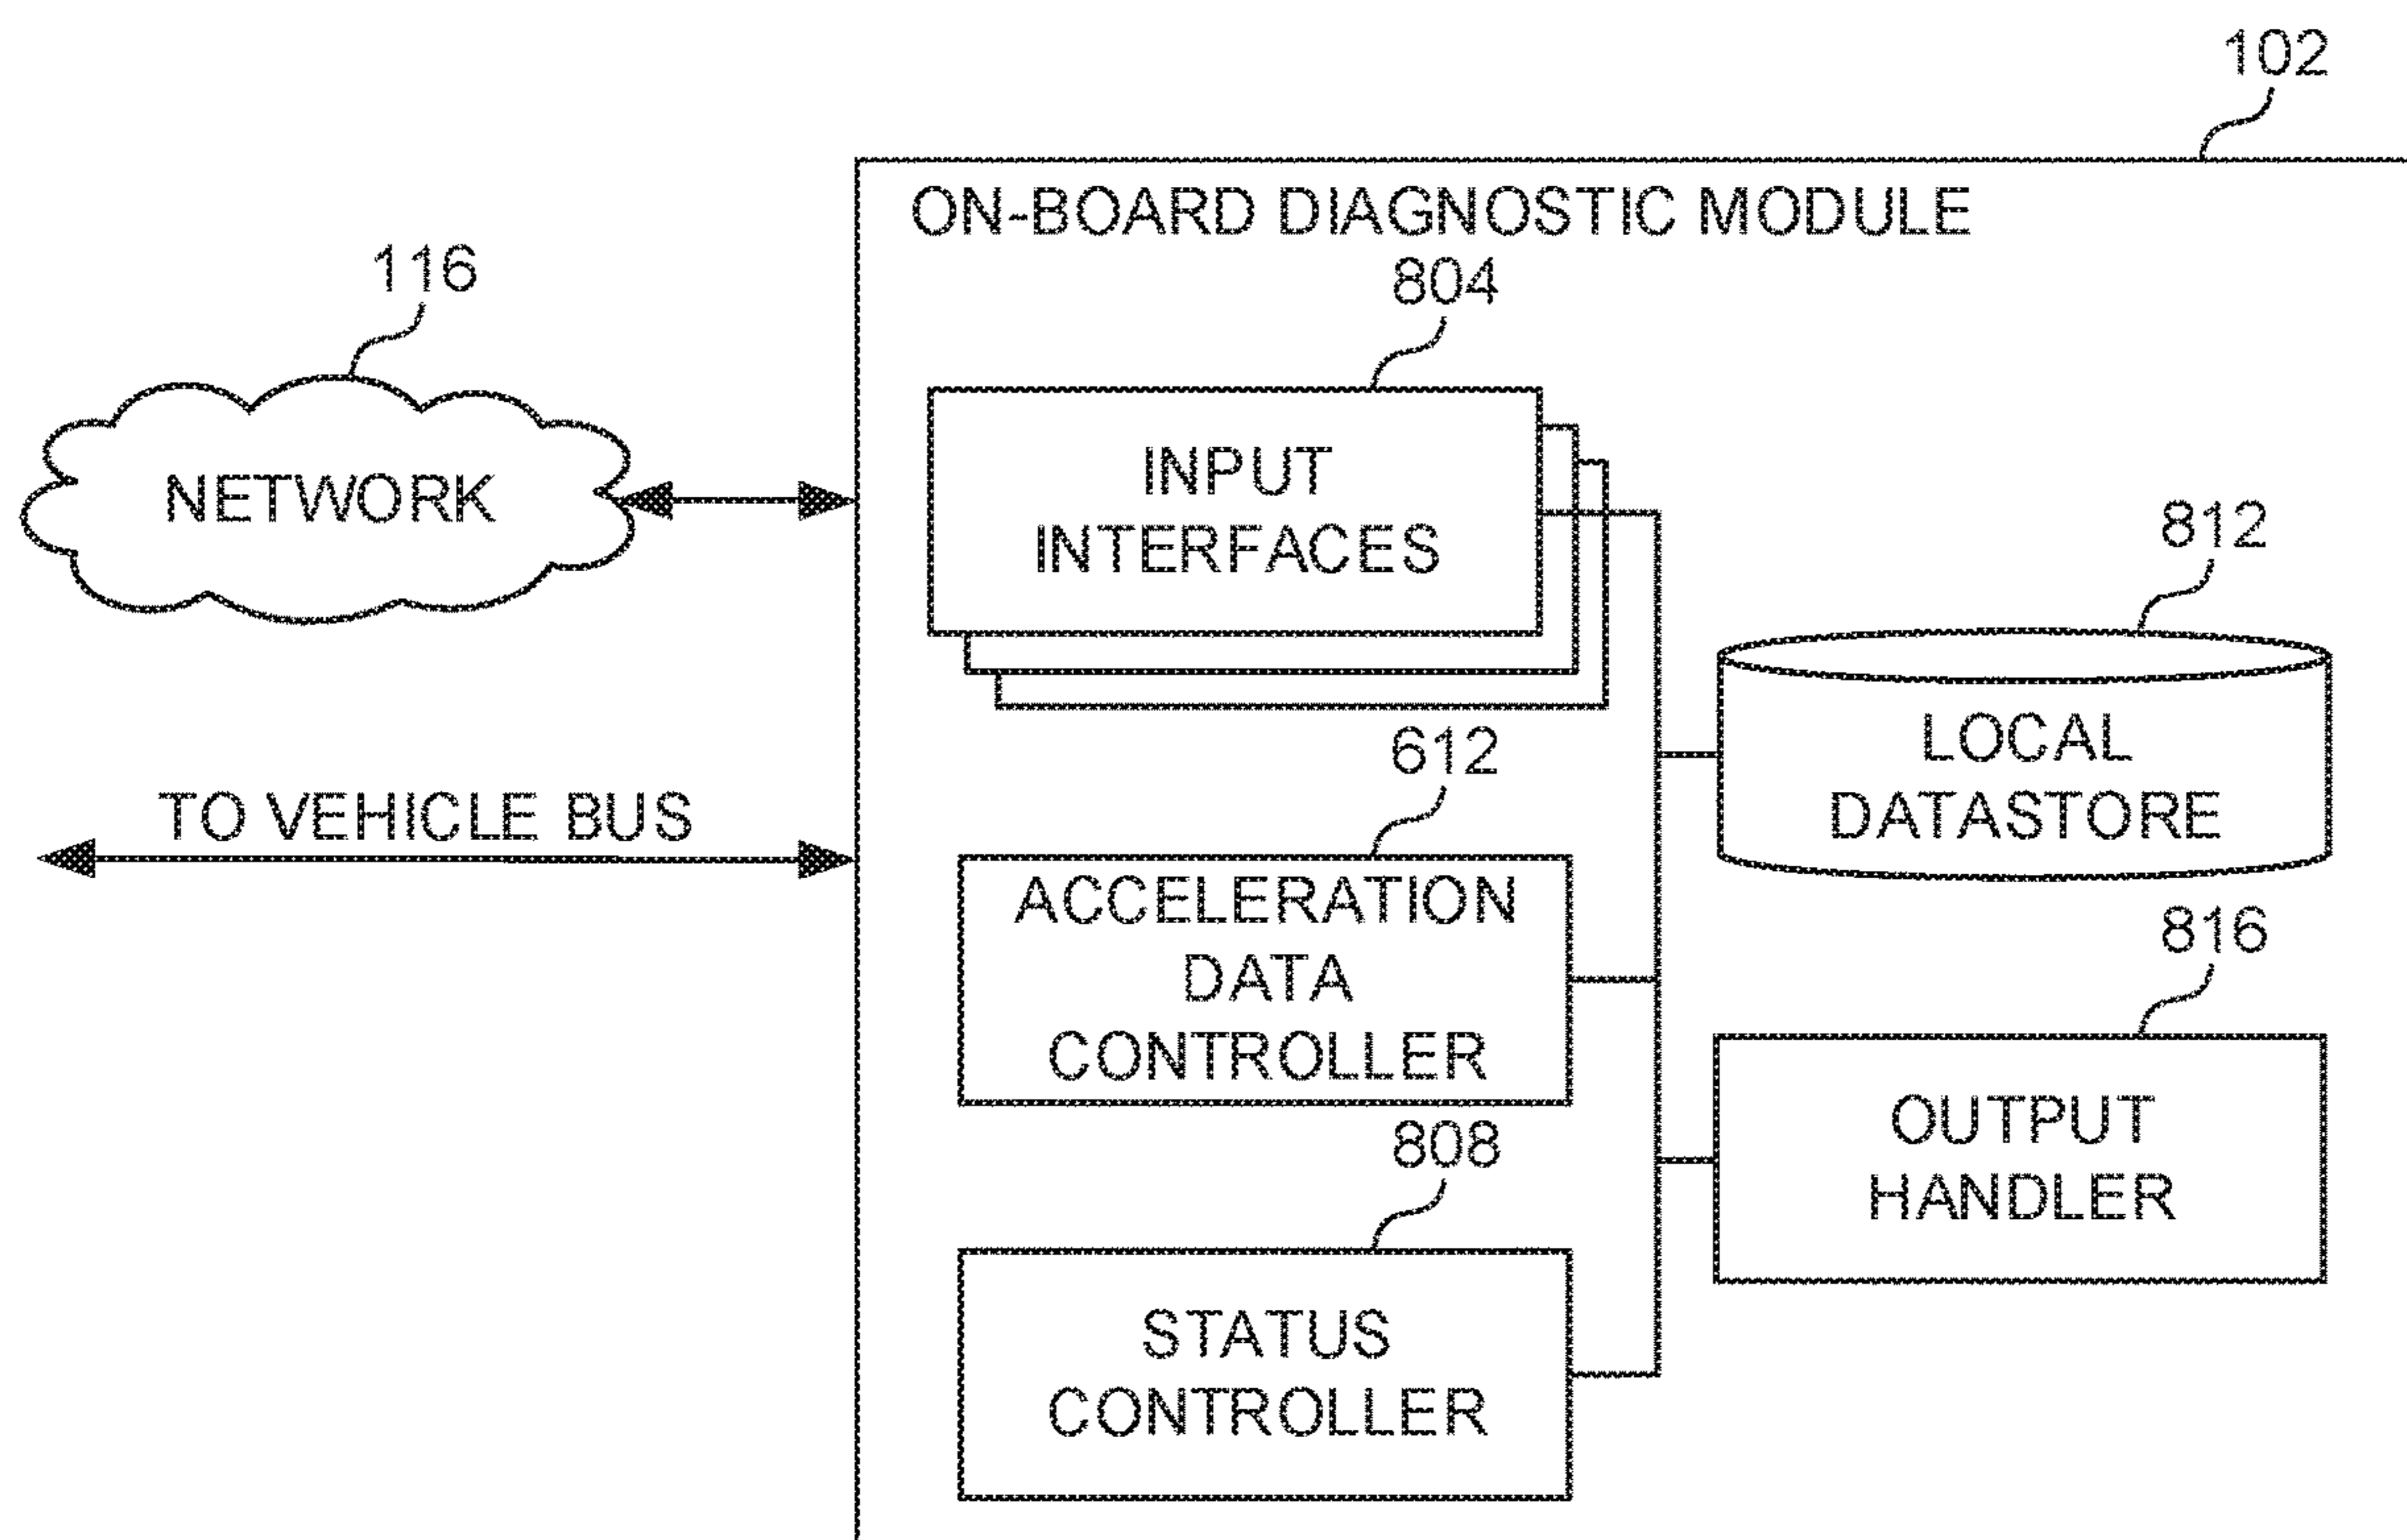 102
ON-BOARD DIAGNOSTIC MODULE
116
804
NETWORK
INPUT
INTERFACES
812
LOCAL
DATASTORE
TO VEHICLE BUS
612
ACCELERATION
DATA
CONTROLLER
816
OUTPUT
HANDLER
808
STATUS
CONTROLLER